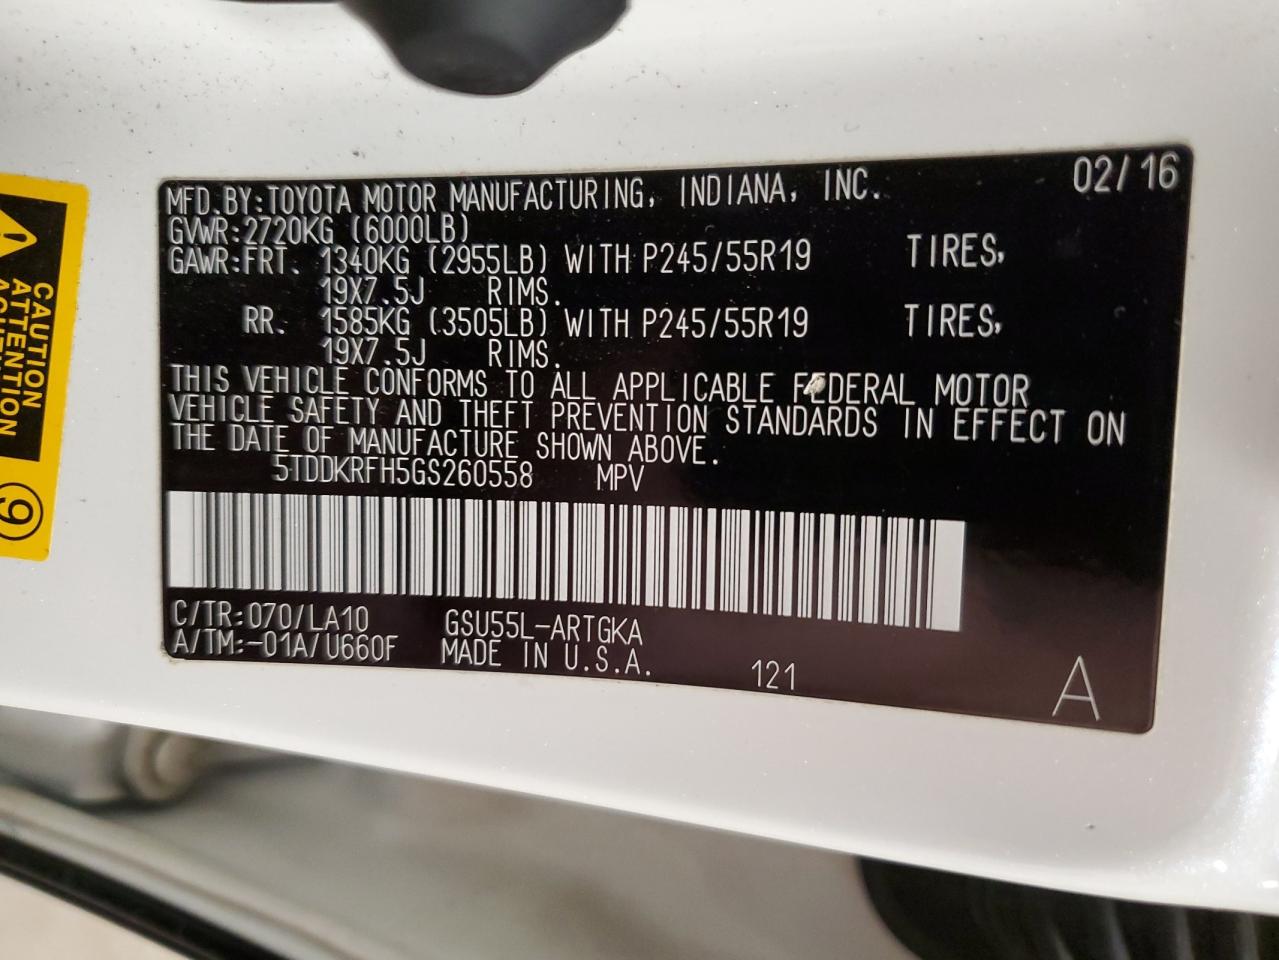 MFD.BY:TOYOTA MOTOR MANUFACTURING, INDIANA, INC. 02/16
GVWR:2720KG (6000LB)
GAWR:FRT. 1340KG (2955LB) WITH P245/55R19 TIRES,
19X7.5J RIMS.
RR. 1585KG (3505LB) WITH P245/55R19 TIRES,
19X7.5J RIMS.
THIS VEHICLE CONFORMS TO ALL APPLICABLE FEDERAL MOTOR
VEHICLE SAFETY AND THEFT PREVENTION STANDARDS IN EFFECT ON
THE DATE OF MANUFACTURE SHOWN ABOVE.
5TDDKRFH5GS260558 MPV
C/TR:070/LA10 GSU55L-ARTGKA
A/TM:-01A/U660F MADE IN U.S.A. 121 A
CAUTION
ATTENTION
9